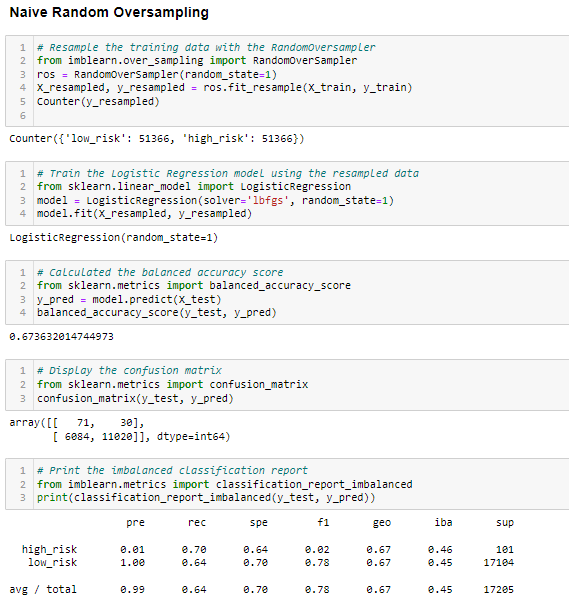 Naive Random Oversampling
1 # Resample the training data with the RandomOversampler
2 from imblearn.over_sampling import RandomOverSampler
3 ros = RandomOverSampler(random_state=1)
4 X_resampled, y_resampled = ros.fit_resample(X_train, y_train)
5 Counter(y_resampled)
6
Counter({'low_risk': 51366, 'high_risk': 51366})
1 # Train the Logistic Regression model using the resampled data
2 from sklearn.linear_model import LogisticRegression
3 model = LogisticRegression(solver='lbfgs', random_state=1)
4 model.fit(X_resampled, y_resampled)
LogisticRegression(random_state=1)
1 # Calculated the balanced accuracy score
2 from sklearn.metrics import balanced_accuracy_score
3 y_pred = model.predict(X_test)
4 balanced_accuracy_score(y_test, y_pred)
0.673632014744973
1 # Display the confusion matrix
2 from sklearn.metrics import confusion_matrix
3 confusion_matrix(y_test, y_pred)
array([[ 71, 30],
[ 6084, 11020]], dtype=int64)
1 # Print the imbalanced classification report
2 from imblearn.metrics import classification_report_imbalanced
3 print(classification_report_imbalanced(y_test, y_pred))
pre rec spe f1 geo iba sup
high_risk 0.01 0.70 0.64 0.02 0.67 0.46 101
low_risk 1.00 0.64 0.70 0.78 0.67 0.45 17104
avg / total 0.99 0.64 0.70 0.78 0.67 0.45 17205